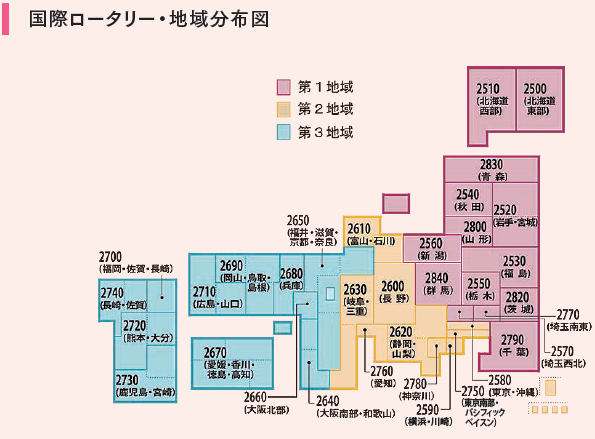 国際ロータリー・地域分布図
第1地域
第2地域
第3地域
2510
(北海道
西部)
2500
(北海道
東部)
2830
(青森)
2540
(秋田)
2520
(岩手・宮城)
2800
(山形)
2650
(福井・滋賀・
京都・奈良)
2610
(富山・石川)
2560
(新潟)
2530
(福島)
2700
(福岡・佐賀・長崎)
2690
(岡山・鳥取・
島根)
2680
(兵庫)
2710
(広島・山口)
2630
(岐阜・
三重)
2600
(長野)
2840
(群馬)
2550
(栃木)
2820
(茨城)
2740
(長崎・佐賀)
2720
(熊本・大分)
2730
(鹿児島・宮崎)
2670
(愛媛・香川・
徳島・高知)
2620
(静岡・
山梨)
2790
(千葉)
2770
(埼玉南東)
2570
(埼玉西北)
2660
(大阪北部)
2640
(大阪南部・和歌山)
2760
(愛知)
2780
(神奈川)
2590
(横浜・川崎)
2580
(東京・沖縄)
2750
(東京南部・
パシフィック
ベイスン)